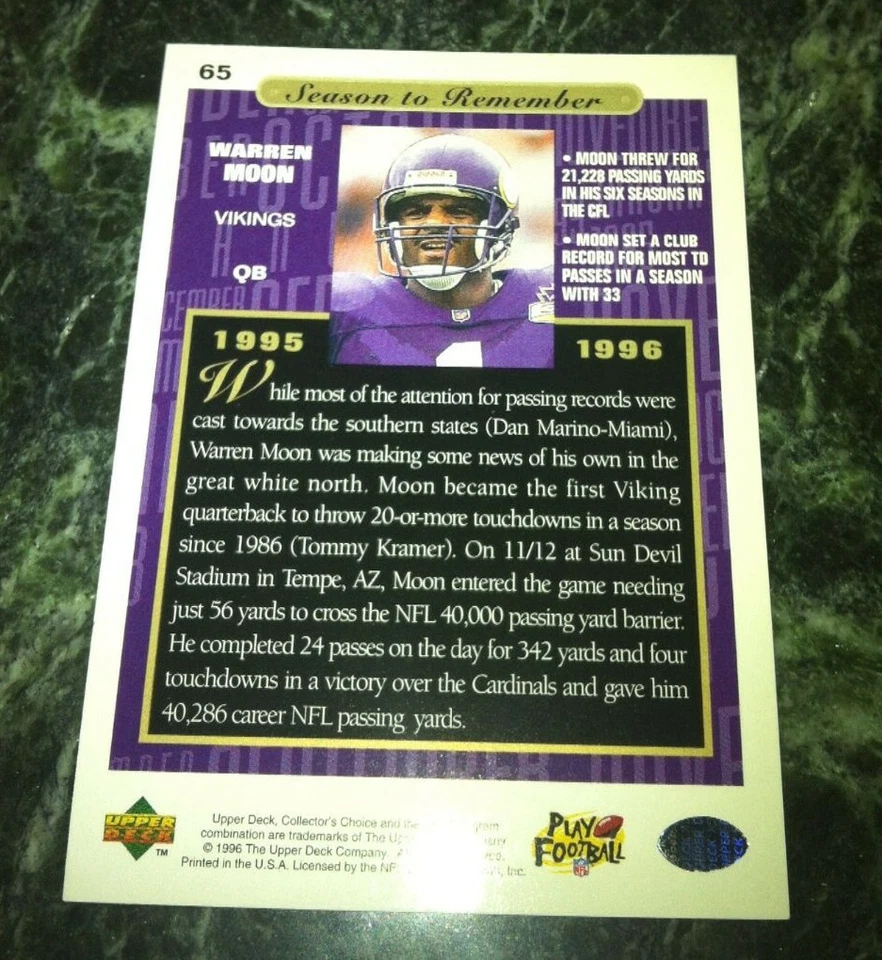 65
Season to Remember
WARREN
MOON
VIKINGS
QB
• MOON THREW FOR
21,228 PASSING YARDS
IN HIS SIX SEASONS IN
THE CFL
• MOON SET A CLUB
RECORD FOR MOST TD
PASSES IN A SEASON
WITH 33
1995
1996
While most of the attention for passing records were
cast towards the southern states (Dan Marino-Miami),
Warren Moon was making some news of his own in the
great white north. Moon became the first Viking
quarterback to throw 20-or-more touchdowns in a season
since 1986 (Tommy Kramer). On 11/12 at Sun Devil
Stadium in Tempe, AZ, Moon entered the game needing
just 56 yards to cross the NFL 40,000 passing yard barrier.
He completed 24 passes on the day for 342 yards and four
touchdowns in a victory over the Cardinals and gave him
40,286 career NFL passing yards.
UPPER
DECK
TM
Upper Deck, Collector's Choice and
combination are trademarks of The
© 1996 The Upper Deck Company.
Printed in the U.S.A. Licensed by the Inc.
PLAY
FOOTBALL
NFL